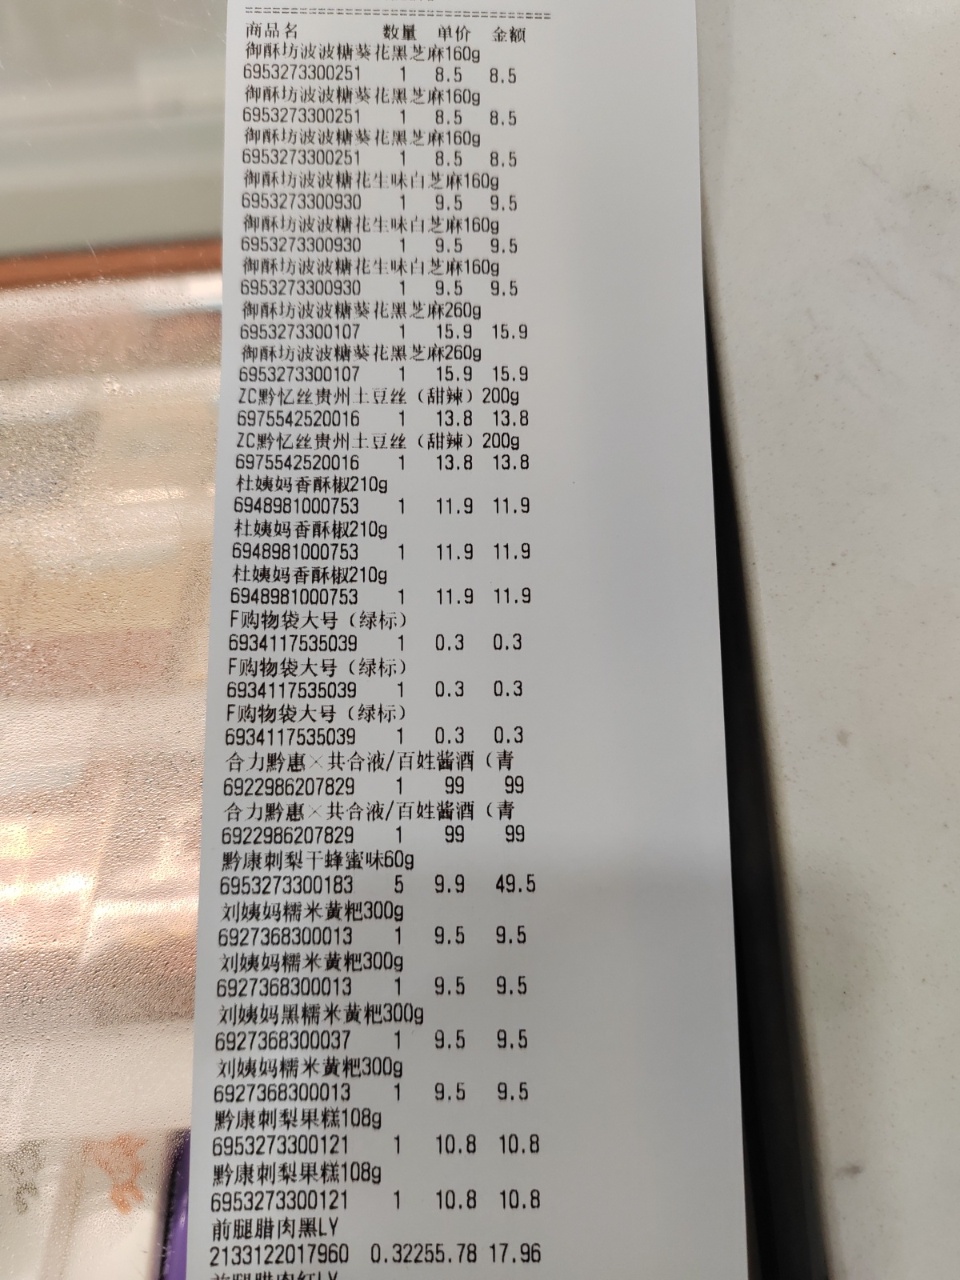 商品名 数量 单价 金额
御酥坊波波糖葵花黑芝麻160g
6953273300251 1 8.5 8.5
御酥坊波波糖葵花黑芝麻160g
6953273300251 1 8.5 8.5
御酥坊波波糖葵花黑芝麻160g
6953273300251 1 8.5 8.5
御酥坊波波糖花生味白芝麻160g
6953273300930 1 9.5 9.5
御酥坊波波糖花生味白芝麻160g
6953273300930 1 9.5 9.5
御酥坊波波糖花生味白芝麻160g
6953273300930 1 9.5 9.5
御酥坊波波糖葵花黑芝麻260g
6953273300107 1 15.9 15.9
御酥坊波波糖葵花黑芝麻260g
6953273300107 1 15.9 15.9
ZC黔忆丝贵州土豆丝（甜辣）200g
6975542520016 1 13.8 13.8
ZC黔忆丝贵州土豆丝（甜辣）200g
6975542520016 1 13.8 13.8
杜姨妈香酥椒210g
6948981000753 1 11.9 11.9
杜姨妈香酥椒210g
6948981000753 1 11.9 11.9
杜姨妈香酥椒210g
6948981000753 1 11.9 11.9
F购物袋大号（绿标）
6934117535039 1 0.3 0.3
F购物袋大号（绿标）
6934117535039 1 0.3 0.3
F购物袋大号（绿标）
6934117535039 1 0.3 0.3
合力黔惠×共合液/百姓酱酒（青
6922986207829 1 99 99
合力黔惠×共合液/百姓酱酒（青
6922986207829 1 99 99
黔康刺梨干蜂蜜味60g
6953273300183 5 9.9 49.5
刘姨妈糯米黄粑300g
6927368300013 1 9.5 9.5
刘姨妈糯米黄粑300g
6927368300013 1 9.5 9.5
刘姨妈黑糯米黄粑300g
6927368300037 1 9.5 9.5
刘姨妈糯米黄粑300g
6927368300013 1 9.5 9.5
黔康刺梨果糕108g
6953273300121 1 10.8 10.8
黔康刺梨果糕108g
6953273300121 1 10.8 10.8
前腿腊肉黑LY
2133122017960 0.32255.78 17.96